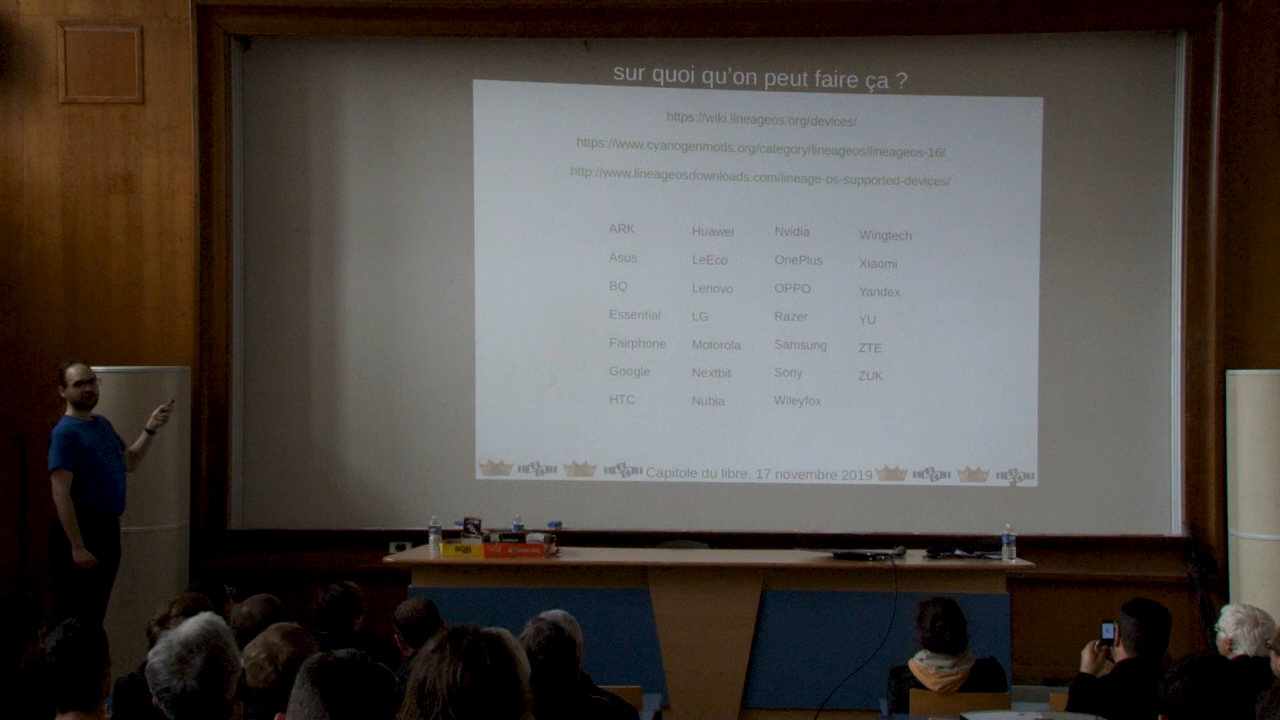 sur quoi qu'on peut faire ça ?
https://wiki.lineageos.org/devices/
https://www.cyanogenmods.org/category/lineageos/lineageos-16/
http://www.lineageosdownloads.com/lineage-os-supported-devices/
ARK Huawei Nvidia Wingtech
Asus LeEco OnePlus Xiaomi
BQ Lenovo OPPO Yandex
Essential LG Razer YU
Fairphone Motorola Samsung ZTE
Google Nextbit Sony ZUK
HTC Nubia Wileyfox
Capitole du libre, 17 novembre 2019